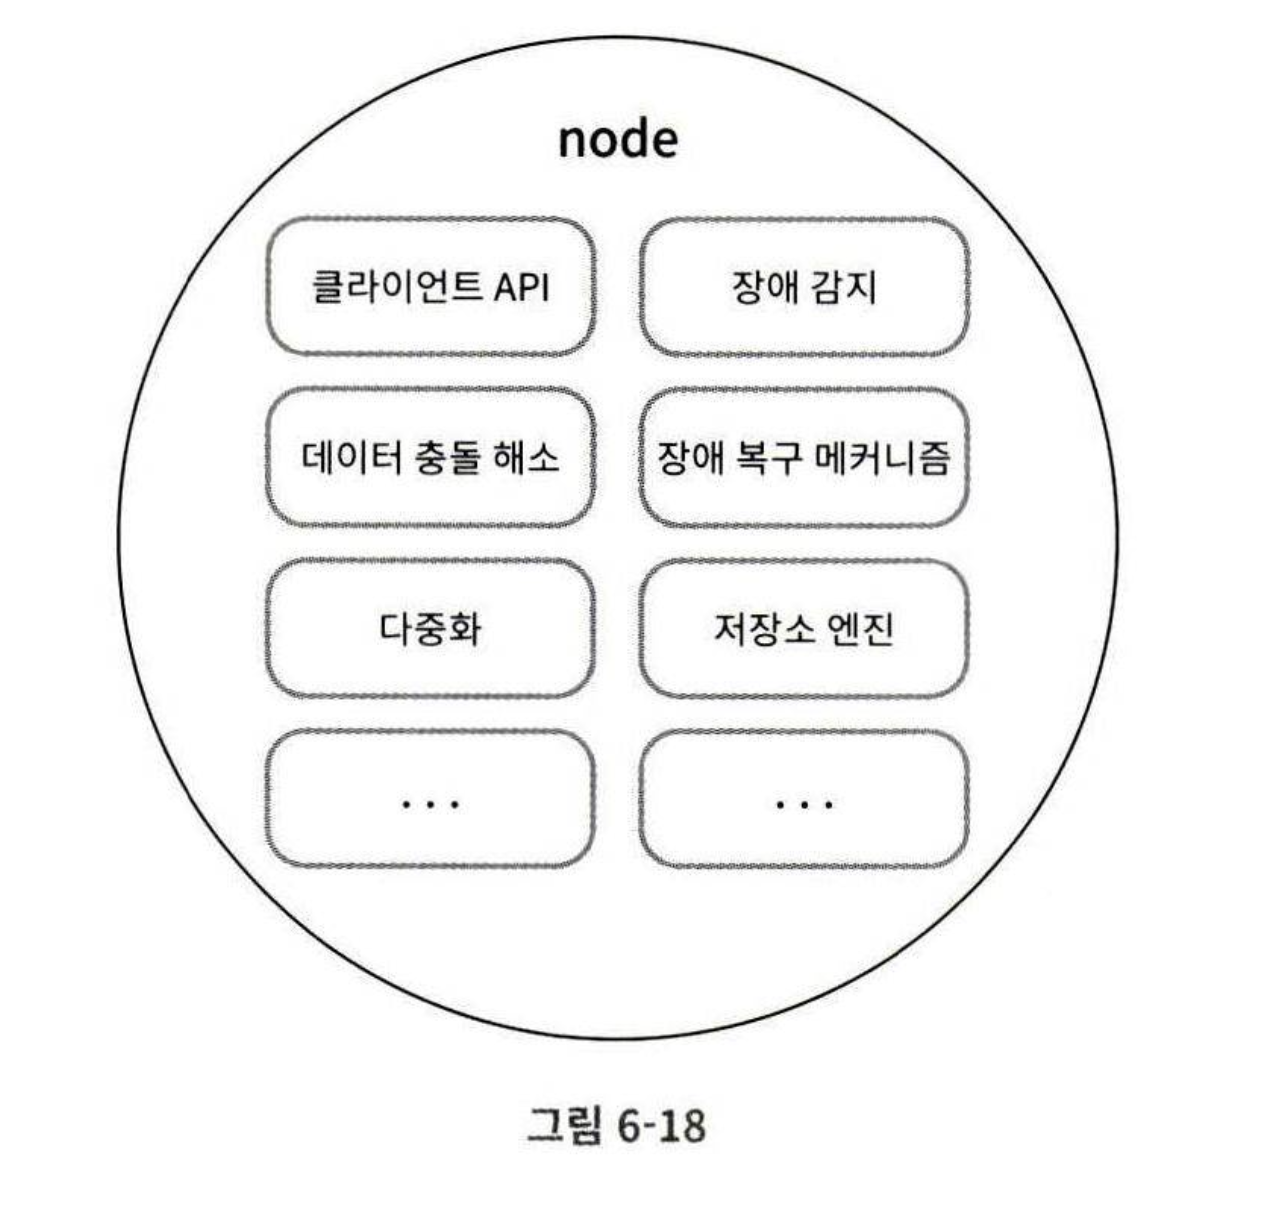 node
클라이언트 API
장애 감지
데이터 충돌 해소
장애 복구 메커니즘
다중화
저장소 엔진
...
...
그림 6-18